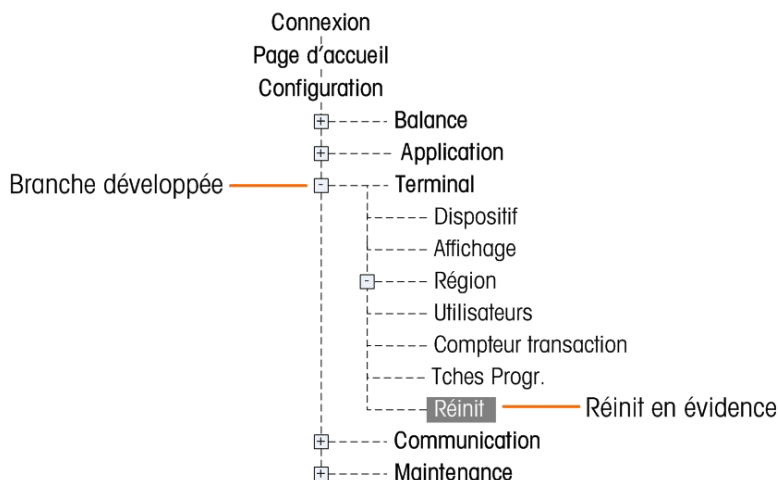 Connexion
Page d'accueil
Configuration
Balance
Application
Branche développée
Terminal
Dispositif
Affichage
Région
Utilisateurs
Compteur transaction
Tches Progr.
Réinit
Réinit en évidence
Communication
Maintenance